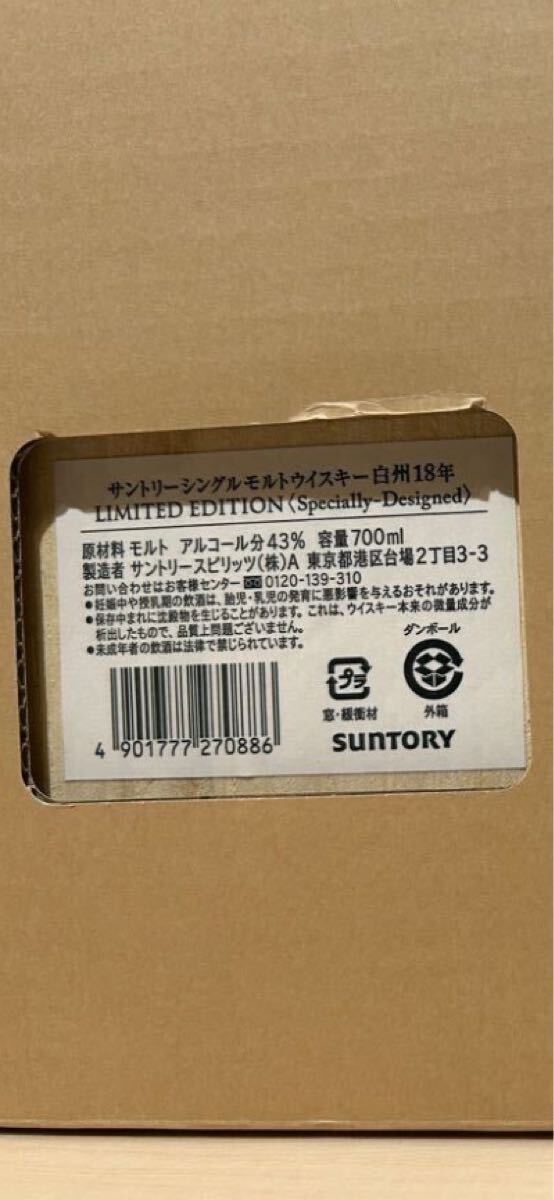 サントリーシングルモルトウイスキー白州18年
LIMITED EDITION〈Specially-Designed〉
原材料 モルト アルコール分43% 容量700ml
製造者 サントリースピリッツ(株)A 東京都港区台場2丁目3-3
お問い合わせはお客様センター 0120-139-310
●妊娠中や授乳期の飲酒は、胎児・乳児の発育に悪影響を与えるおそれがあります。
●保存中まれに沈殿物を生じることがあります。これは、ウイスキー本来の微量成分が
析出したもので、品質上問題ございません。
●未成年者の飲酒は法律で禁じられています。
ダンボール
プラ
窓・緩衝材
外箱
4 901777 270886
SUNTORY